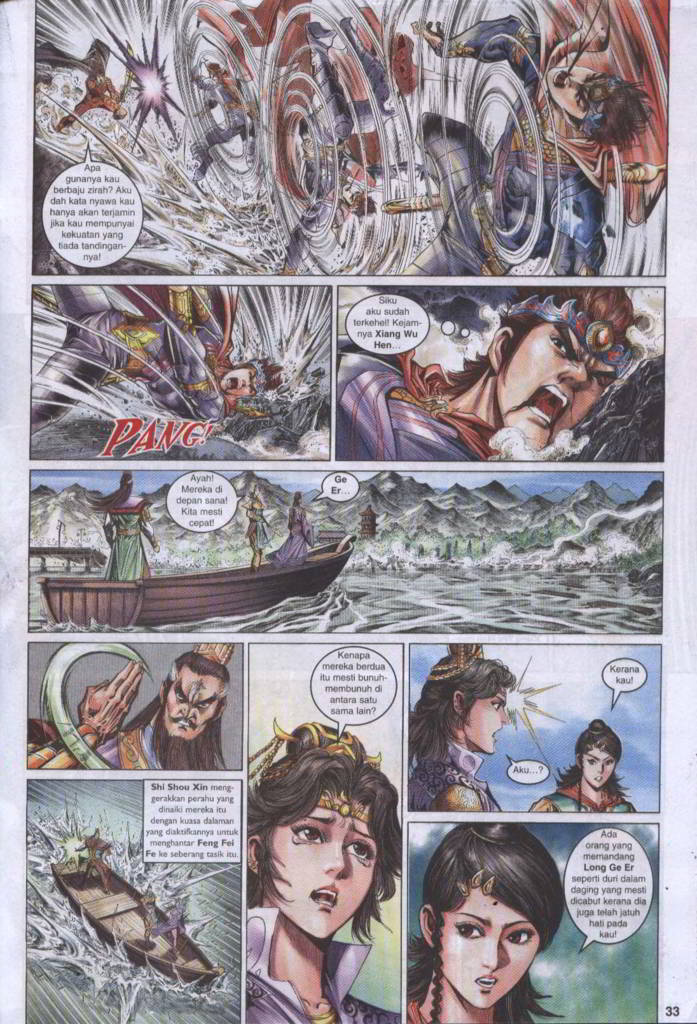 Apa
gunanya kau
berbaju zirah? Aku
dah kata nyawa kau
hanya akan terjamin
jika kau mempunyai
kekuatan yang
tiada tandingan-
nya!
PANG!
Siku
aku sudah
terkehel! Kejam-
nya Xiang Wu
Hen...
Ayah!
Mereka di
depan sana!
Kita mesti
cepat!
Ge
Er...
Shi Shou Xin meng-
gerakkan perahu yang
dinaiki mereka itu
dengan kuasa dalaman
yang diaktifkannya untuk
menghantar Feng Fei
Fe ke seberang tasik itu.
Kenapa
mereka berdua
itu mesti bunuh-
membunuh di
antara satu
sama lain?
Kerana
kau!
Aku...?
Ada
orang yang
memandang
Long Ge Er
seperti duri dalam
daging yang mesti
dicabut kerana dia
juga telah jatuh
hati pada
kau!
33